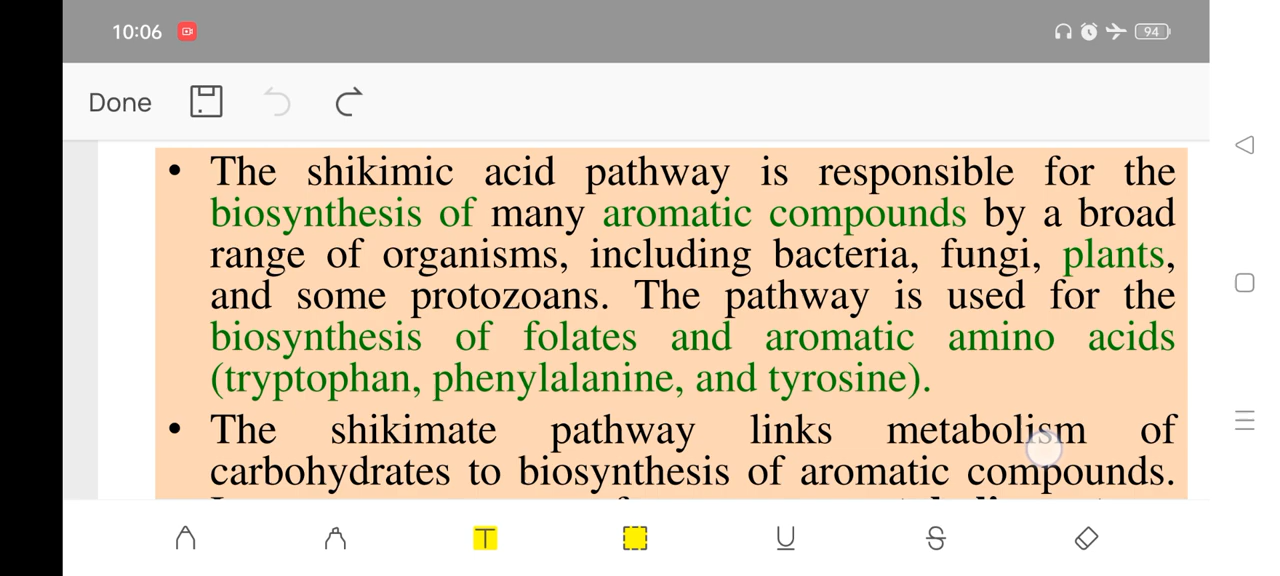 10:06
94
Done
• The shikimic acid pathway is responsible for the
biosynthesis of many aromatic compounds by a broad
range of organisms, including bacteria, fungi, plants,
and some protozoans. The pathway is used for the
biosynthesis of folates and aromatic amino acids
(tryptophan, phenylalanine, and tyrosine).
• The shikimate pathway links metabolism of
carbohydrates to biosynthesis of aromatic compounds.
T
U
S